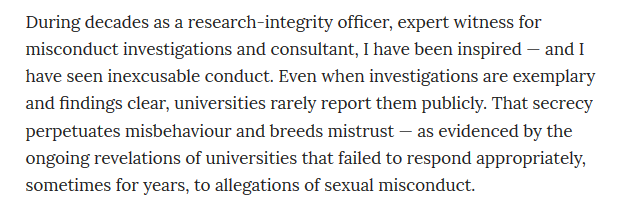 During decades as a research-integrity officer, expert witness for
misconduct investigations and consultant, I have been inspired — and I
have seen inexcusable conduct. Even when investigations are exemplary
and findings clear, universities rarely report them publicly. That secrecy
perpetuates misbehaviour and breeds mistrust — as evidenced by the
ongoing revelations of universities that failed to respond appropriately,
sometimes for years, to allegations of sexual misconduct.